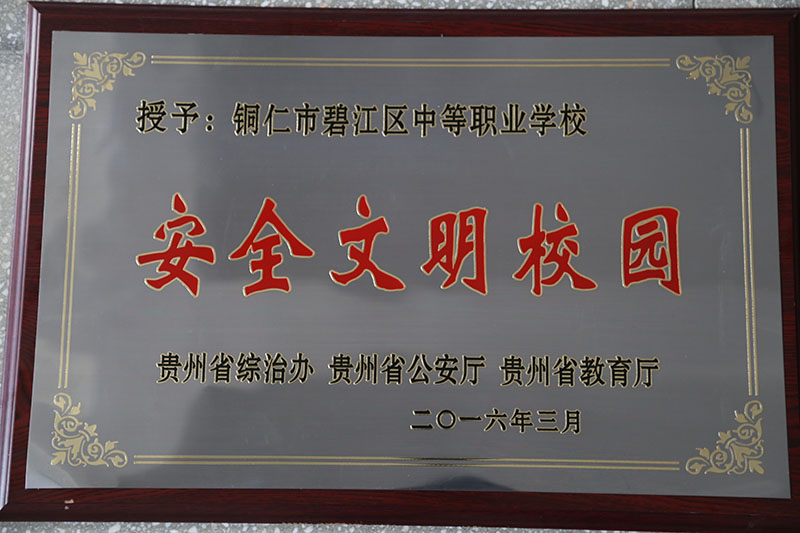 授予：铜仁市碧江区中等职业学校
安全文明校园
贵州省综治办 贵州省公安厅 贵州省教育厅
二〇一六年三月